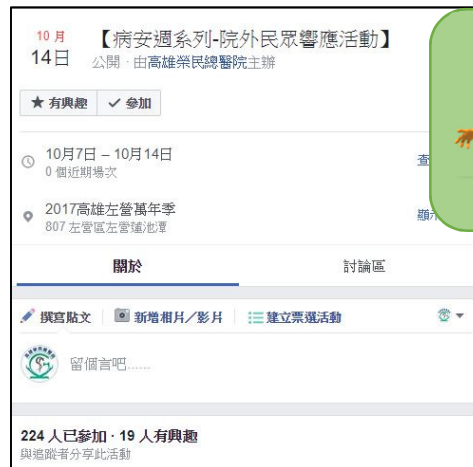 10 月
14日
【病安週系列-院外民眾響應活動】
公開 · 由高雄榮民總醫院主辦
★ 有興趣 ✓ 參加
10月7日 – 10月14日
0 個近期場次
查
2017高雄左營萬年季
807 左營區左營蓮池潭
顯示
關於 討論區
撰寫貼文 新增相片/影片 建立票選活動
留個言吧......
224 人已參加 · 19 人有興趣
與追蹤者分享此活動